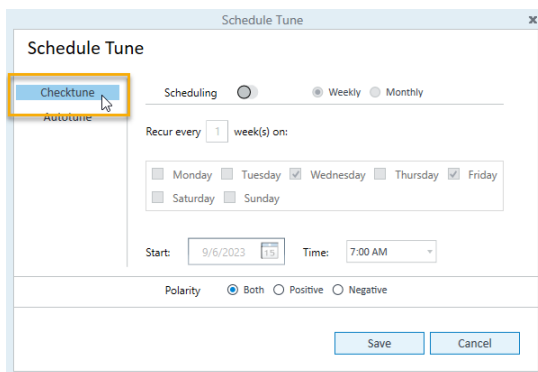 Schedule Tune
x
Schedule Tune
Checktune
Autotune
Scheduling Weekly Monthly
Recur every 1 week(s) on:
Monday Tuesday Wednesday Thursday Friday
Saturday Sunday
Start: 9/6/2023 15 Time: 7:00 AM
Polarity Both Positive Negative
Save Cancel